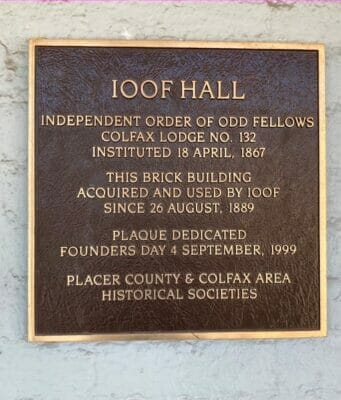 IOOF HALL
INDEPENDENT ORDER OF ODD FELLOWS
COLFAX LODGE NO. 132
INSTITUTED 18 APRIL, 1867
THIS BRICK BUILDING
ACQUIRED AND USED BY IOOF
SINCE 26 AUGUST, 1889
PLAQUE DEDICATED
FOUNDERS DAY 4 SEPTEMBER, 1999
PLACER COUNTY & COLFAX AREA
HISTORICAL SOCIETIES